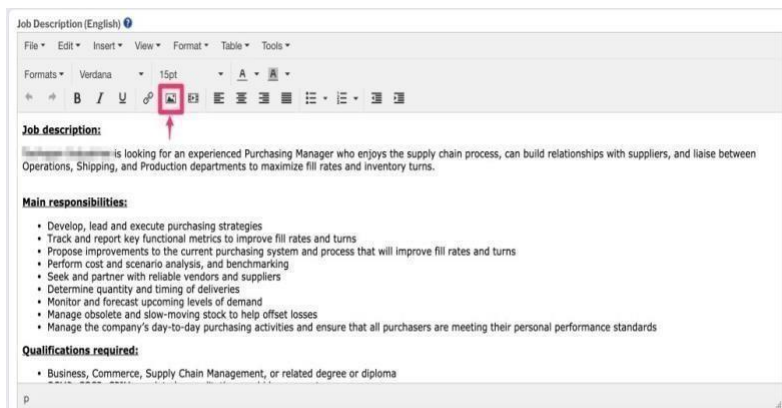 Job Description (English)
File Edit Insert View Format Table Tools
Formats Verdana 15pt A A
B I U
Job description:
is looking for an experienced Purchasing Manager who enjoys the supply chain process, can build relationships with suppliers, and liaise between
Operations, Shipping, and Production departments to maximize fill rates and inventory turns.
Main responsibilities:
• Develop, lead and execute purchasing strategies
• Track and report key functional metrics to improve fill rates and turns
• Propose improvements to the current purchasing system and process that will improve fill rates and turns
• Perform cost and scenario analysis, and benchmarking
• Seek and partner with reliable vendors and suppliers
• Determine quantity and timing of deliveries
• Monitor and forecast upcoming levels of demand
• Manage obsolete and slow-moving stock to help offset losses
• Manage the company's day-to-day purchasing activities and ensure that all purchasers are meeting their personal performance standards
Qualifications required:
• Business, Commerce, Supply Chain Management, or related degree or diploma
p